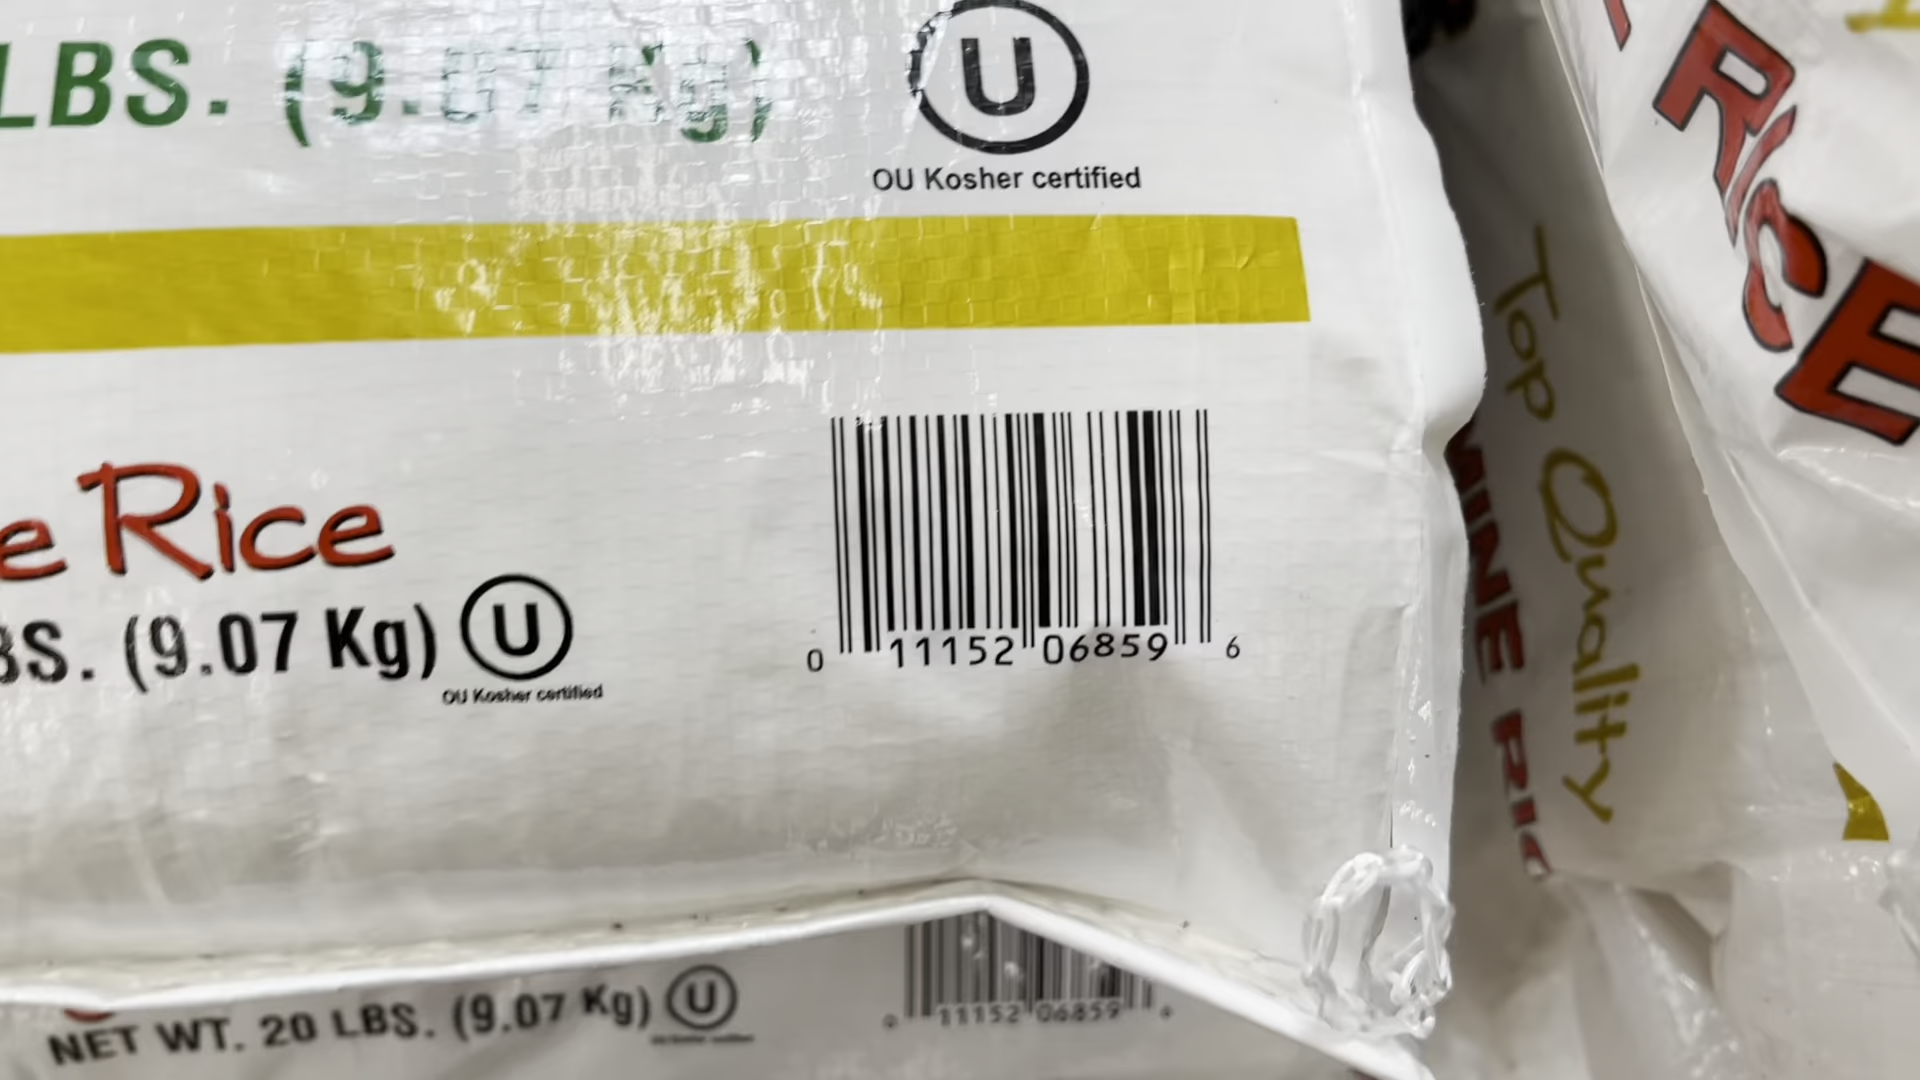 LBS. (9.07 Kg)
U
OU Kosher certified
e Rice
BS. (9.07 Kg)
U
OU Kosher certified
0 11152 06859 6
NET WT. 20 LBS. (9.07 Kg)
U
11152 06859
Top Quality
MINE RIC
RICE